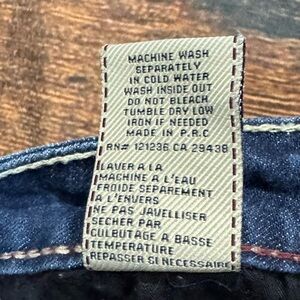 MACHINE WASH
SEPARATELY
IN COLD WATER
WASH INSIDE OUT
DO NOT BLEACH
TUMBLE DRY LOW
IRON IF NEEDED
MADE IN P.R.C
RN# 121236 CA 29438
LAVER A LA
MACHINE A L'EAU
FROIDE SEPAREMENT
A L'ENVERS
NE PAS JAVELLISER
SECHER PAR
CULBUTAGE A BASSE
TEMPERATURE
REPASSER SI NECESSAIRE